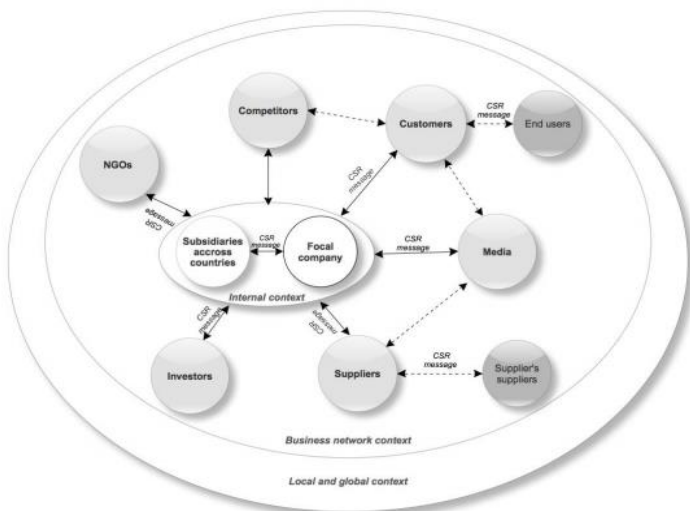 Competitors
Customers
CSR
message
End users
NGOs
CSR
message
CSR
message
Subsidiaries
accross
countries
CSR
message
Focal
company
CSR
message
Media
Internal context
CSR
message
CSR
message
Investors
Suppliers
CSR
message
Supplier's
suppliers
Business network context
Local and global context